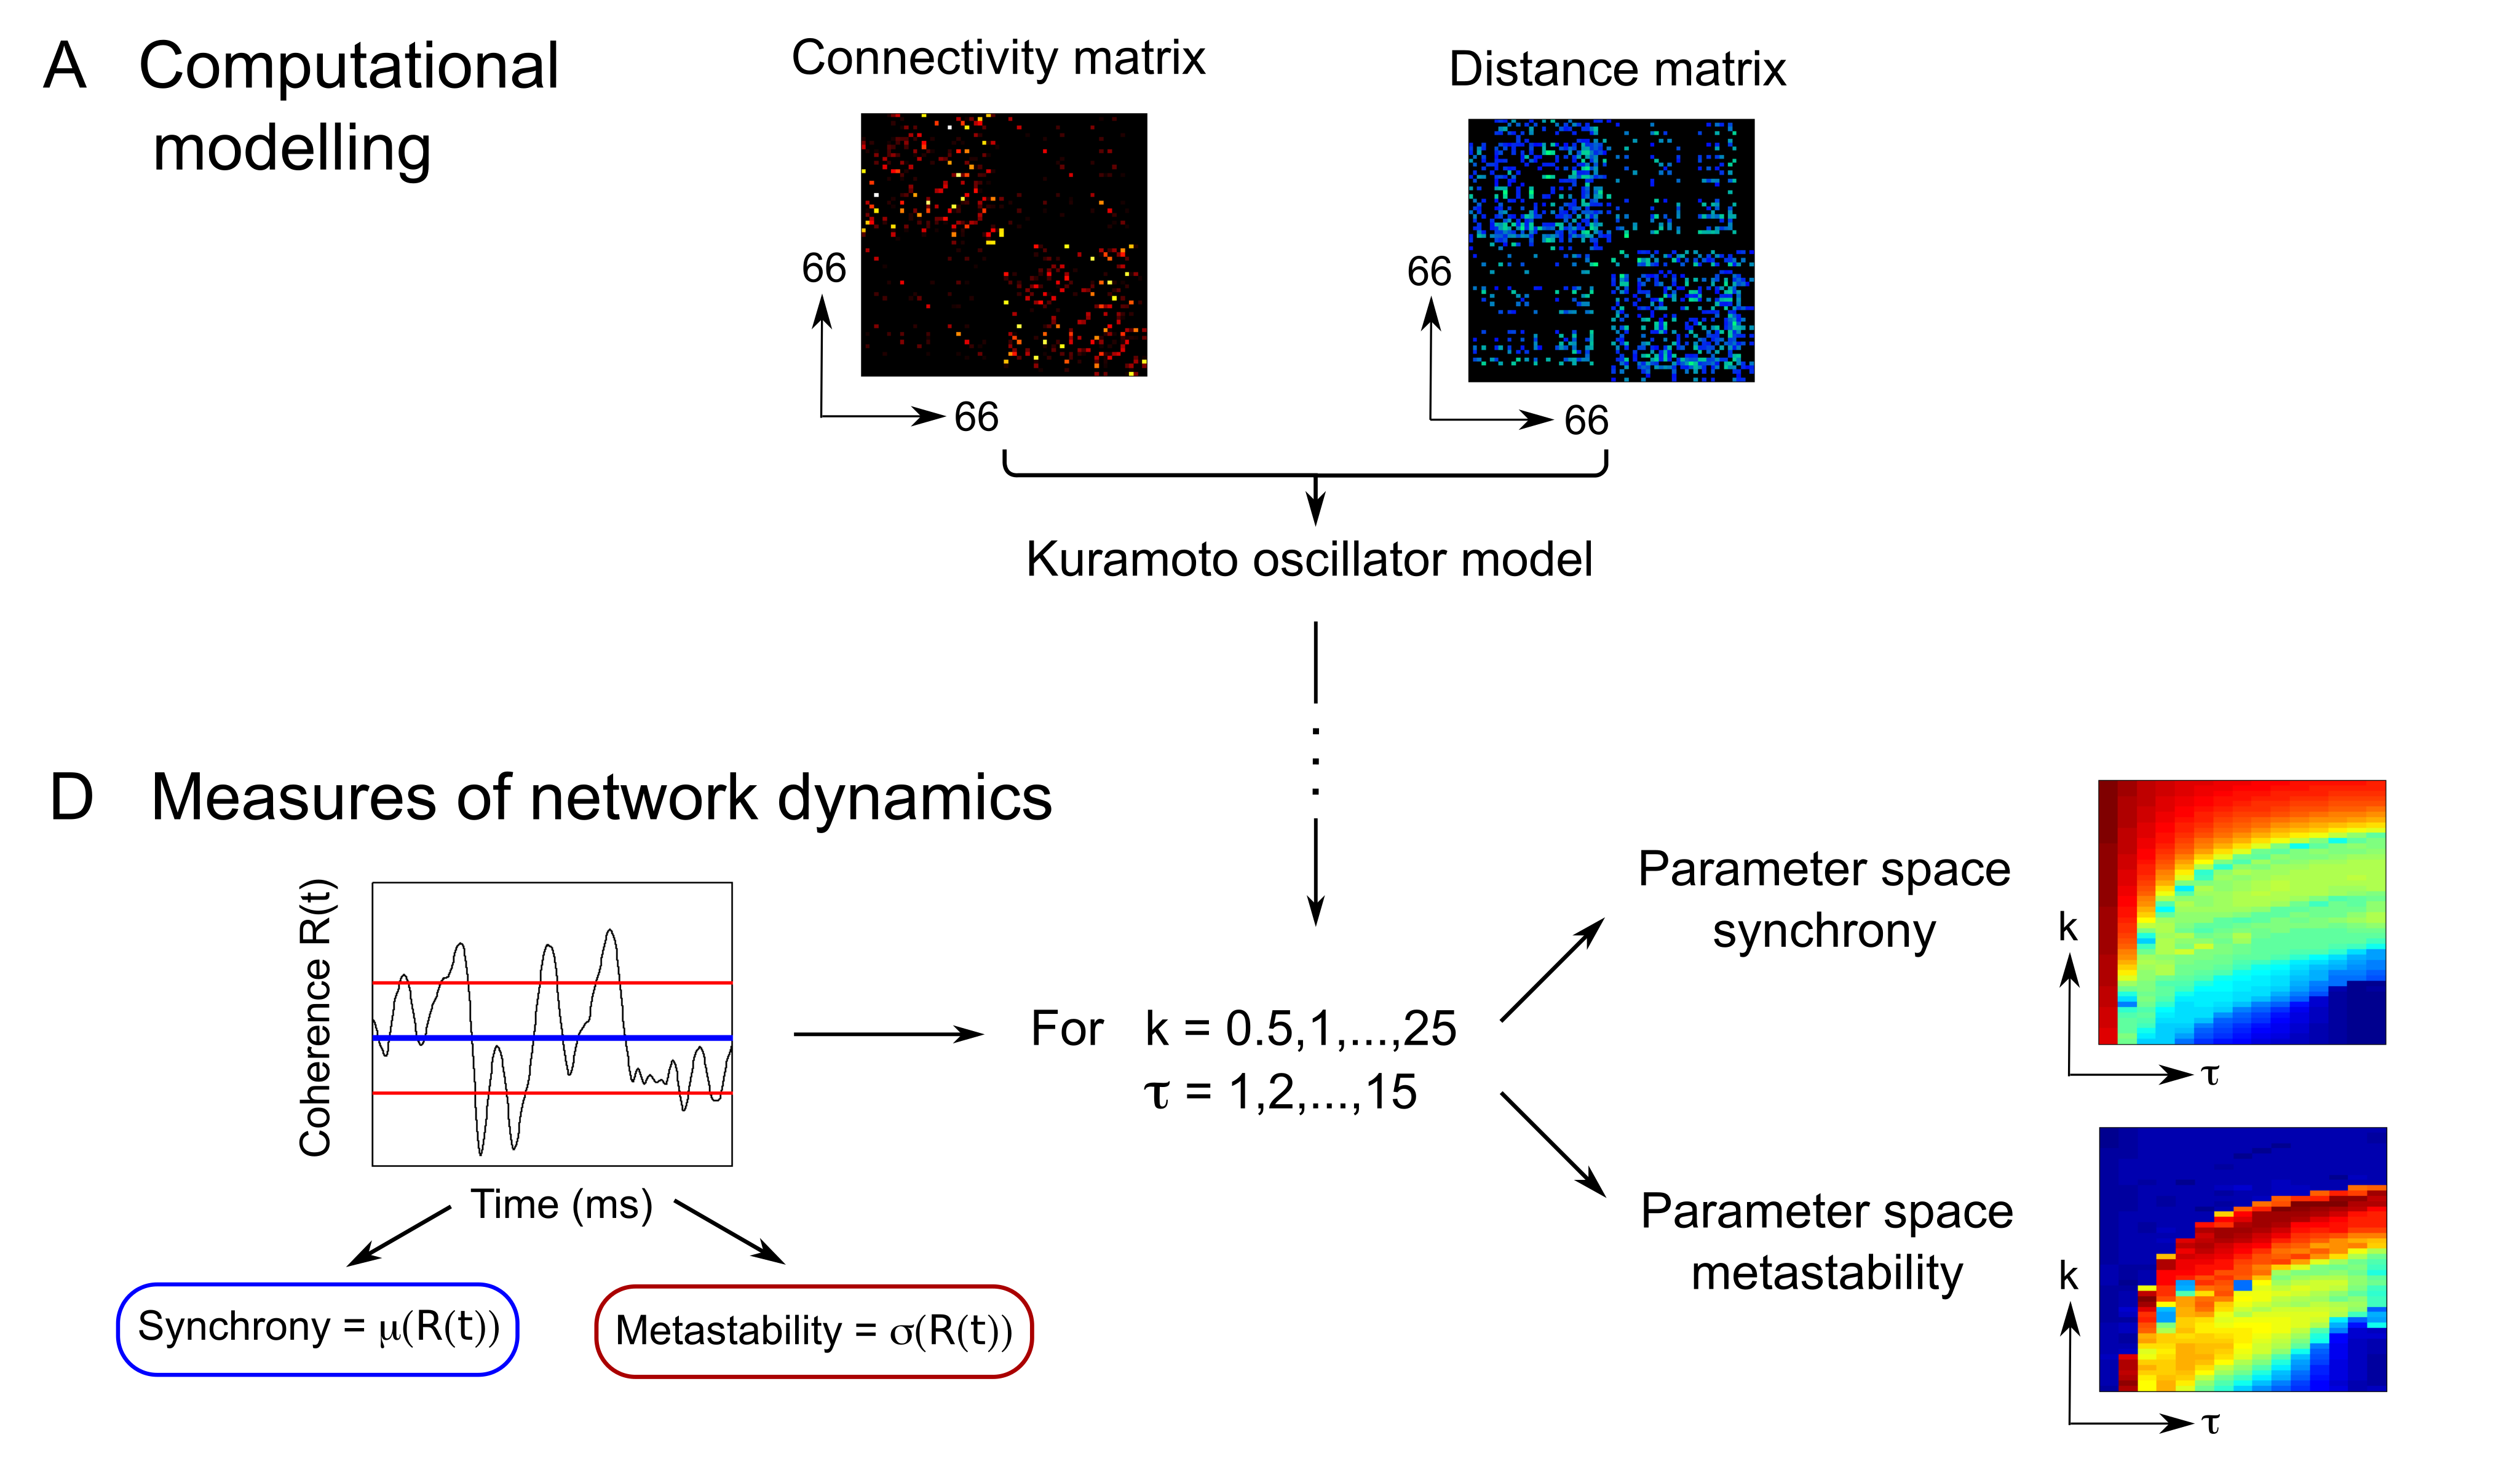 A Computational
modelling
Connectivity matrix
66
66
Distance matrix
66
66
Kuramoto oscillator model
D Measures of network dynamics
Coherence R(t)
Time (ms)
Synchrony = μ(R(t))
Metastability = σ(R(t))
For k = 0.5,1,...,25
τ = 1,2,...,15
Parameter space
synchrony
k
τ
Parameter space
metastability
k
τ